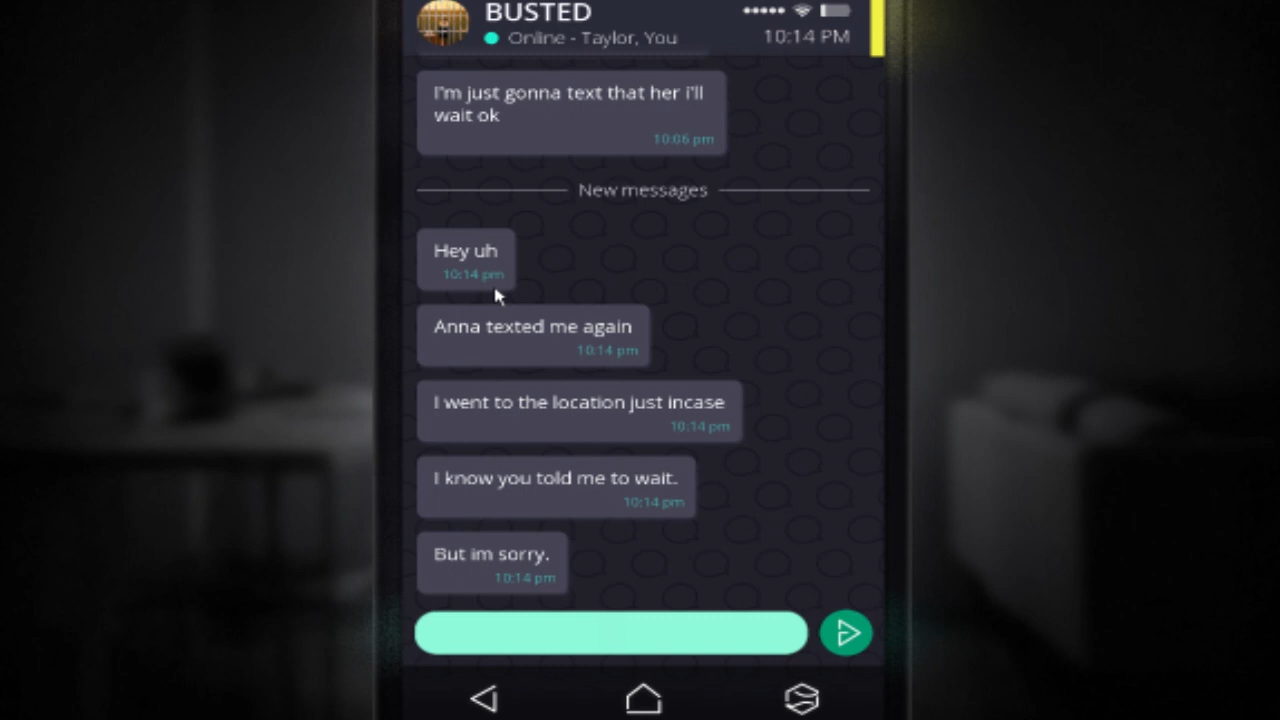 BUSTED
Online - Taylor, You
10:14 PM
I'm just gonna text that her i'll
wait ok
10:06 pm
New messages
Hey uh
10:14 pm
Anna texted me again
10:14 pm
I went to the location just incase
10:14 pm
I know you told me to wait.
10:14 pm
But im sorry.
10:14 pm